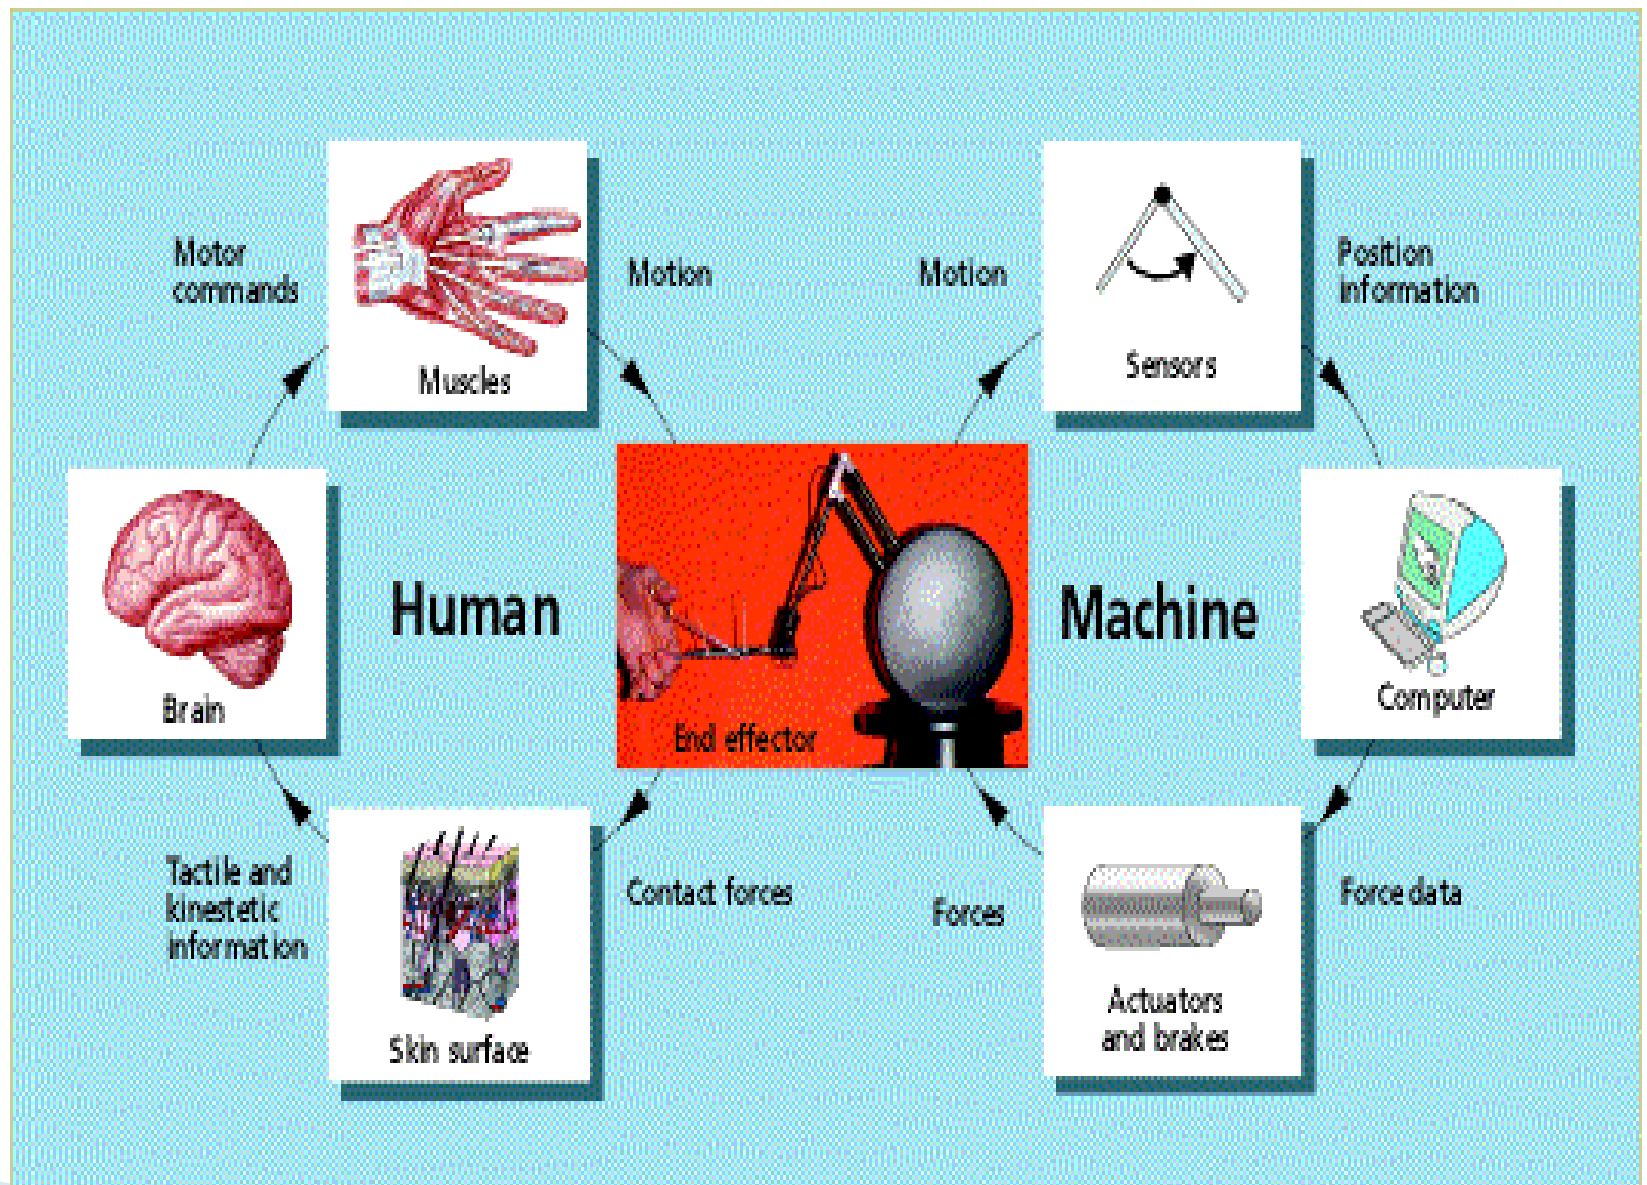 Motor
commands
Muscles
Motion
Motion
Sensors
Position
information
Brain
Human
End effector
Machine
Computer
Tactile and
kinestetic
information
Skin surface
Contact forces
Forces
Actuators
and brakes
Force data